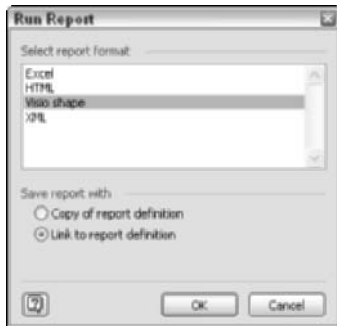 Run Report
Select report format
Excel
HTML
Visio shape
XML
Save report with
Copy of report definition
Link to report definition
OK
Cancel